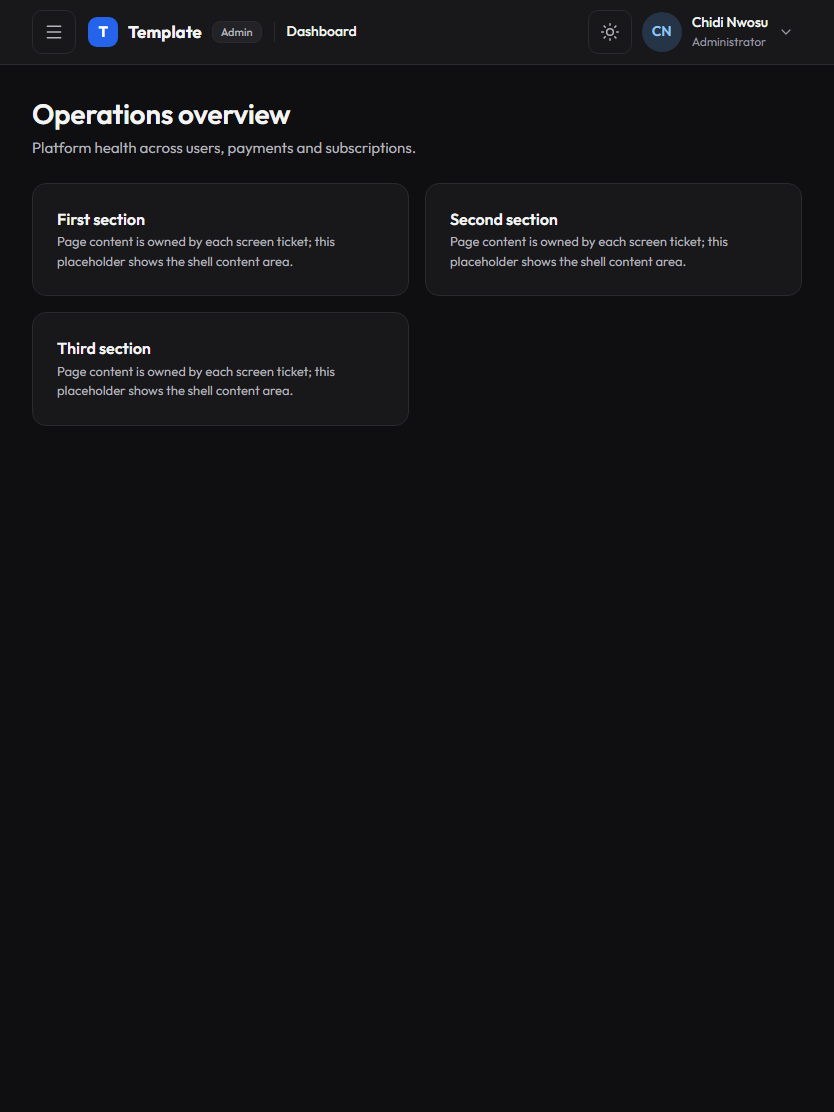 T Template Admin Dashboard
CN Chidi Nwosu
Administrator
Operations overview
Platform health across users, payments and subscriptions.
First section
Page content is owned by each screen ticket; this
placeholder shows the shell content area.
Second section
Page content is owned by each screen ticket; this
placeholder shows the shell content area.
Third section
Page content is owned by each screen ticket; this
placeholder shows the shell content area.